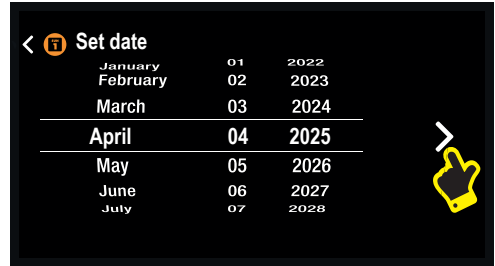 Set date
January 01 2022
February 02 2023
March 03 2024
April 04 2025
May 05 2026
June 06 2027
July 07 2028